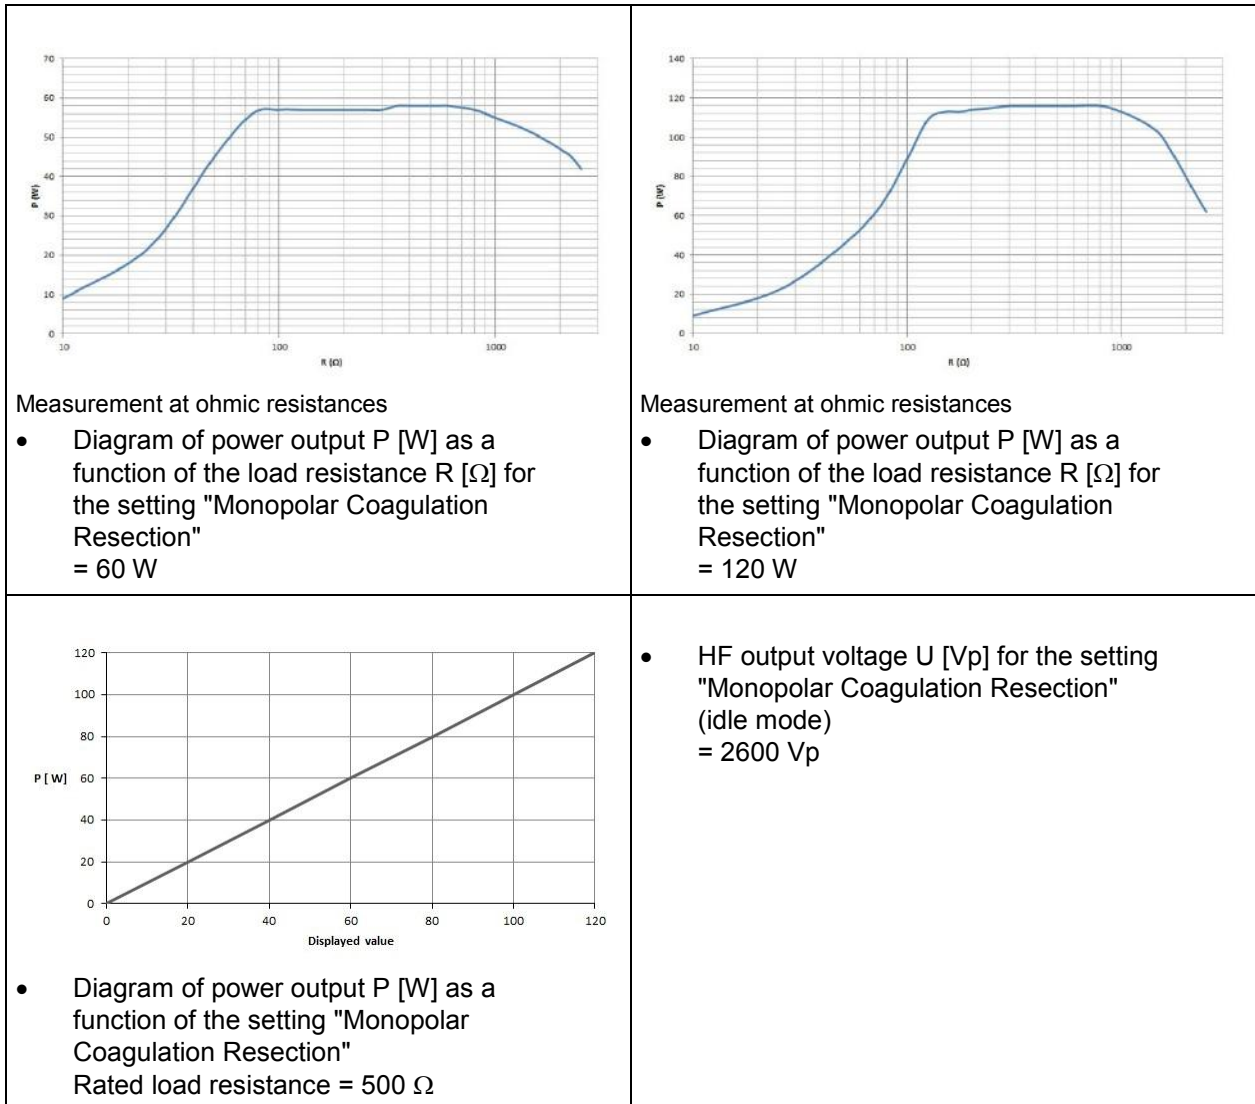 70
60
50
40
30
20
10
0
P (W)
10
100
1000
R (Ω)
Measurement at ohmic resistances
• Diagram of power output P [W] as a
function of the load resistance R [Ω] for
the setting "Monopolar Coagulation
Resection"
= 60 W
140
120
100
80
60
40
20
0
P (W)
10
100
1000
R (Ω)
Measurement at ohmic resistances
• Diagram of power output P [W] as a
function of the load resistance R [Ω] for
the setting "Monopolar Coagulation
Resection"
= 120 W
120
100
80
P [ W] 60
40
20
0
0 20 40 60 80 100 120
Displayed value
• Diagram of power output P [W] as a
function of the setting "Monopolar
Coagulation Resection"
Rated load resistance = 500 Ω
• HF output voltage U [Vp] for the setting
"Monopolar Coagulation Resection"
(idle mode)
= 2600 Vp